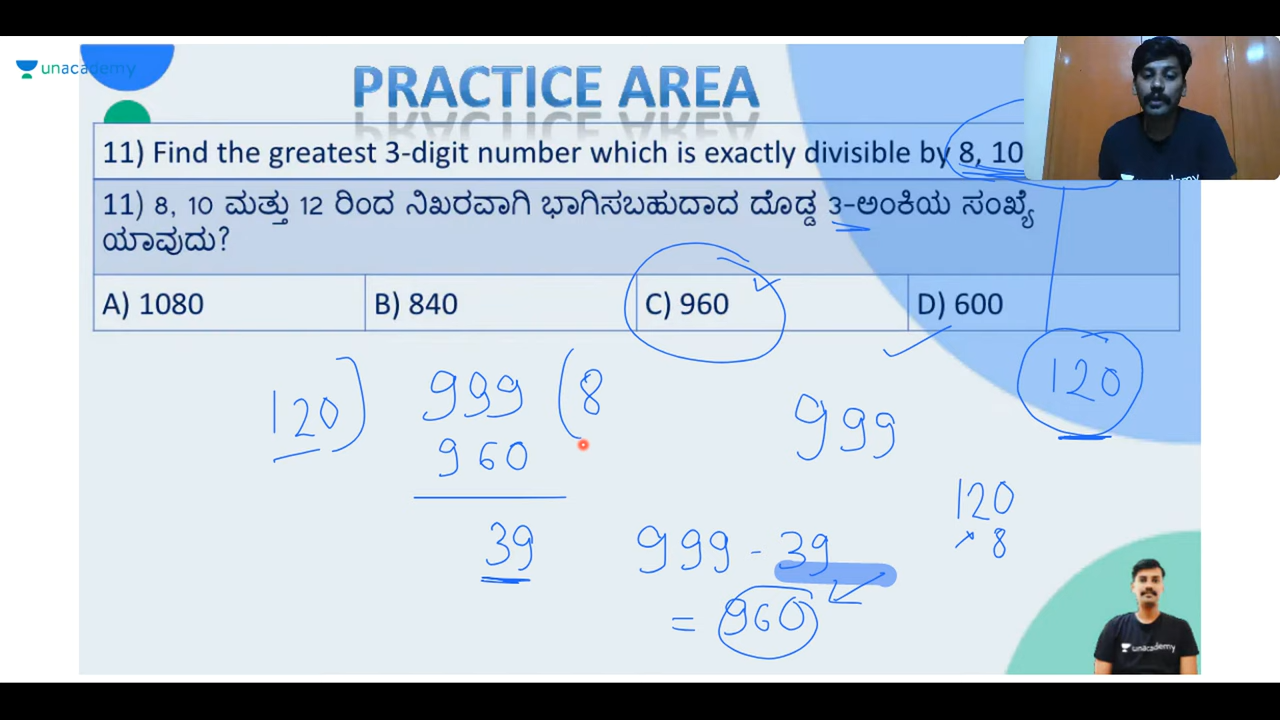 unacademy
PRACTICE AREA
11) Find the greatest 3-digit number which is exactly divisible by 8, 10
11) 8, 10 ಮತ್ತು 12 ರಿಂದ ನಿಖರವಾಗಿ ಭಾಗಿಸಬಹುದಾದ ದೊಡ್ಡ 3-ಅಂಕಿಯ ಸಂಖ್ಯೆ
ಯಾವುದು?
A) 1080 B) 840 C) 960 D) 600
120) 999 (8
960
39
999
120
120
× 8
999 - 39
= 960
unacademy
unacademy